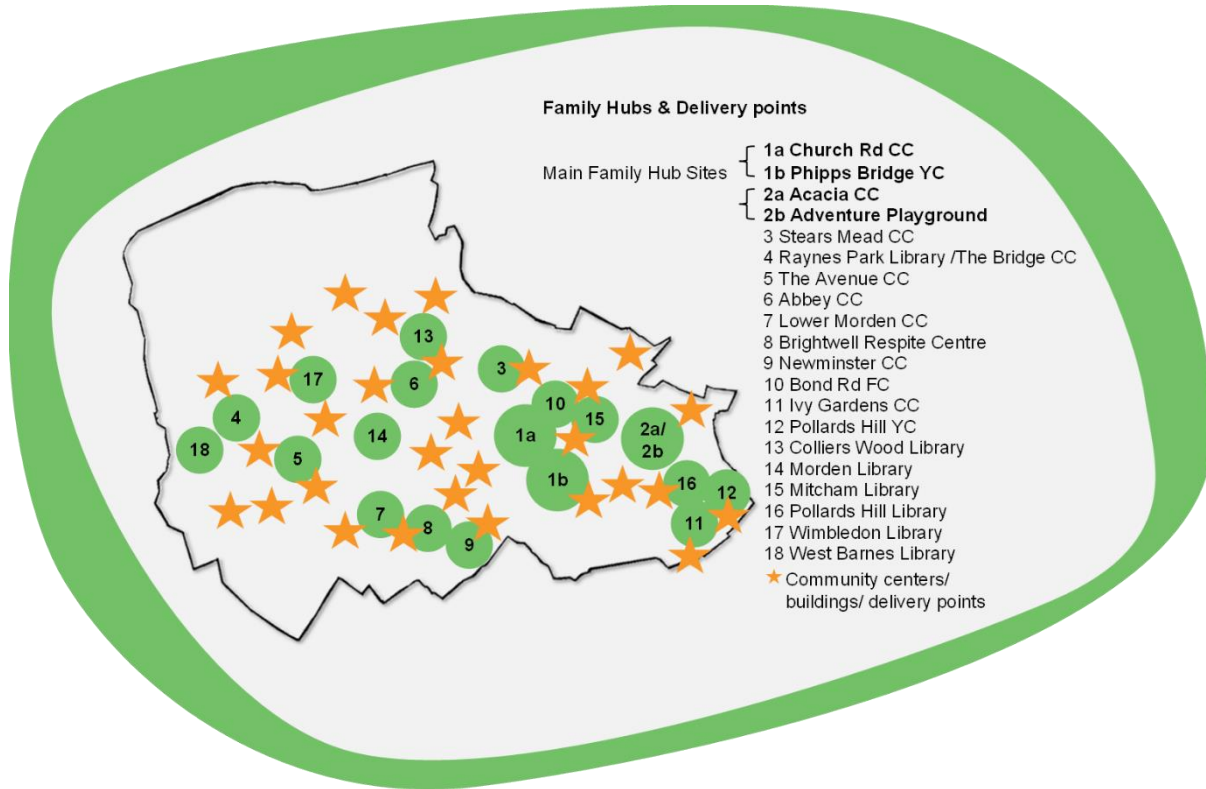 Family Hubs & Delivery points
Main Family Hub Sites
1a Church Rd CC
1b Phipps Bridge YC
2a Acacia CC
2b Adventure Playground
3 Stears Mead CC
4 Raynes Park Library /The Bridge CC
5 The Avenue CC
6 Abbey CC
7 Lower Morden CC
8 Brightwell Respite Centre
9 Newminster CC
10 Bond Rd FC
11 Ivy Gardens CC
12 Pollards Hill YC
13 Colliers Wood Library
14 Morden Library
15 Mitcham Library
16 Pollards Hill Library
17 Wimbledon Library
18 West Barnes Library
Community centers/
buildings/ delivery points
13
3
17
6
10
4
15
14
1a
2a/
2b
18
5
1b
16
12
7
11
8
9